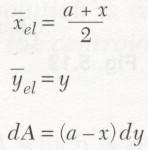 x̄_el = (a + x)/2
ȳ_el = y
dA = (a − x) dy